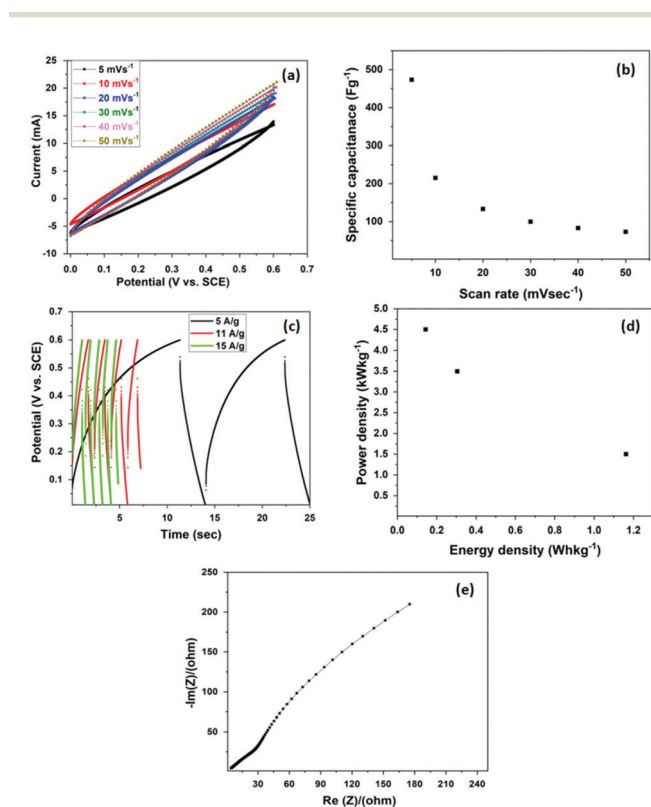 (a)
5 mVs-1
10 mVs-1
20 mVs-1
30 mVs-1
40 mVs-1
50 mVs-1
25
20
15
10
5
0
-5
-10
Current (mA)
0.0 0.1 0.2 0.3 0.4 0.5 0.6 0.7
Potential (V vs. SCE)
(b)
500
400
300
200
100
Specific capacitanace (Fg-1)
10 20 30 40 50
Scan rate (mVsec-1)
(c)
5 A/g
11 A/g
15 A/g
0.7
0.6
0.5
0.4
0.3
0.2
0.1
Potential (V vs. SCE)
5 10 15 20 25
Time (sec)
(d)
5.0
4.5
4.0
3.5
3.0
2.5
2.0
1.5
1.0
0.5
Power density (kWkg-1)
0.0 0.2 0.4 0.6 0.8 1.0 1.2
Energy density (Whkg-1)
(e)
-250
-200
150
100
50
-Im(Z)/(ohm)
30 60 90 120 150 180 210 240
Re (Z)/(ohm)